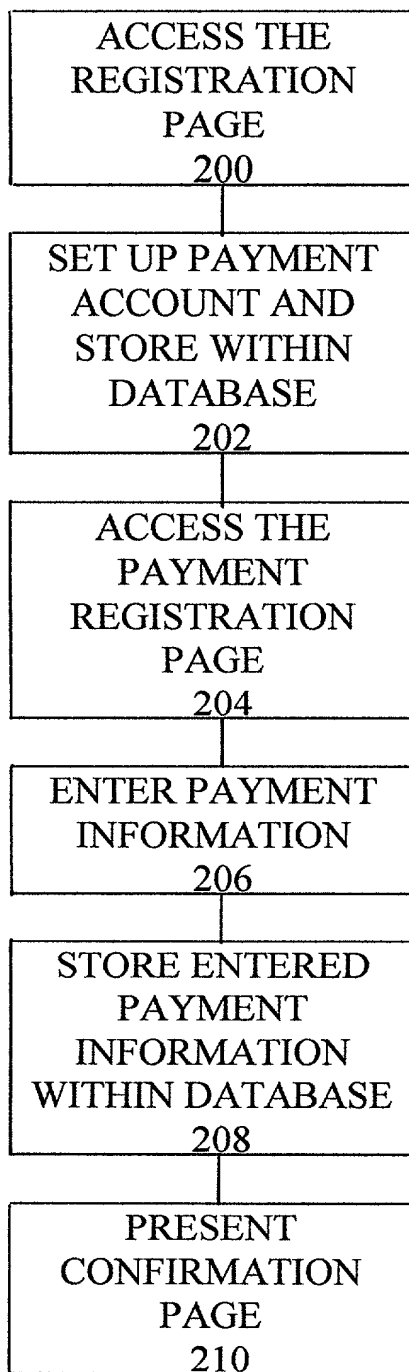 ACCESS THE
REGISTRATION
PAGE
200
SET UP PAYMENT
ACCOUNT AND
STORE WITHIN
DATABASE
202
ACCESS THE
PAYMENT
REGISTRATION
PAGE
204
ENTER PAYMENT
INFORMATION
206
STORE ENTERED
PAYMENT
INFORMATION
WITHIN DATABASE
208
PRESENT
CONFIRMATION
PAGE
210